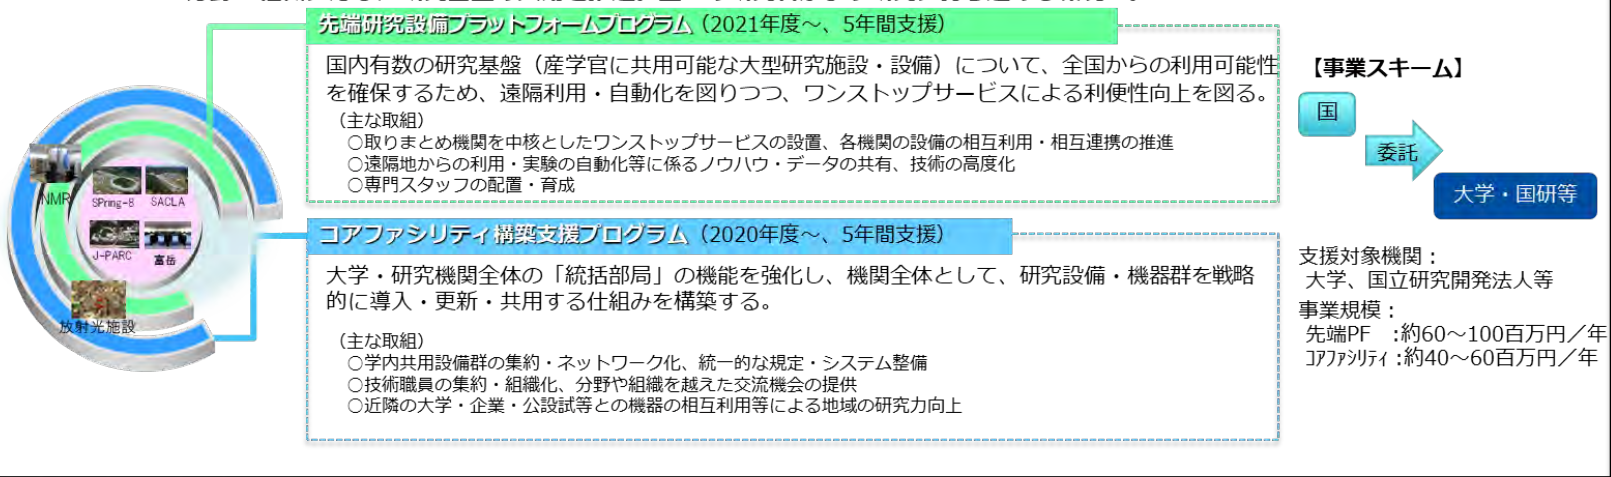 先端研究設備プラットフォームプログラム（2021年度～、5年間支援）
国内有数の研究基盤（産学官に共用可能な大型研究施設・設備）について、全国からの利用可能性
を確保するため、遠隔利用・自動化を図りつつ、ワンストップサービスによる利便性向上を図る。
（主な取組）
○取りまとめ機関を中核としたワンストップサービスの設置、各機関の設備の相互利用・相互連携の推進
○遠隔地からの利用・実験の自動化等に係るノウハウ・データの共有、技術の高度化
○専門スタッフの配置・育成
NMR
SPring-8 SACLA
J-PARC 富岳
放射光施設
コアファシリティ構築支援プログラム（2020年度～、5年間支援）
大学・研究機関全体の「統括部局」の機能を強化し、機関全体として、研究設備・機器群を戦略
的に導入・更新・共用する仕組みを構築する。
（主な取組）
○学内共用設備群の集約・ネットワーク化、統一的な規定・システム整備
○技術職員の集約・組織化、分野や組織を越えた交流機会の提供
○近隣の大学・企業・公設試等との機器の相互利用等による地域の研究力向上
【事業スキーム】
国
委託
大学・国研等
支援対象機関：
大学、国立研究開発法人等
事業規模：
先端PF ：約60～100百万円／年
ｺｱﾌｧｼﾘﾃｨ：約40～60百万円／年